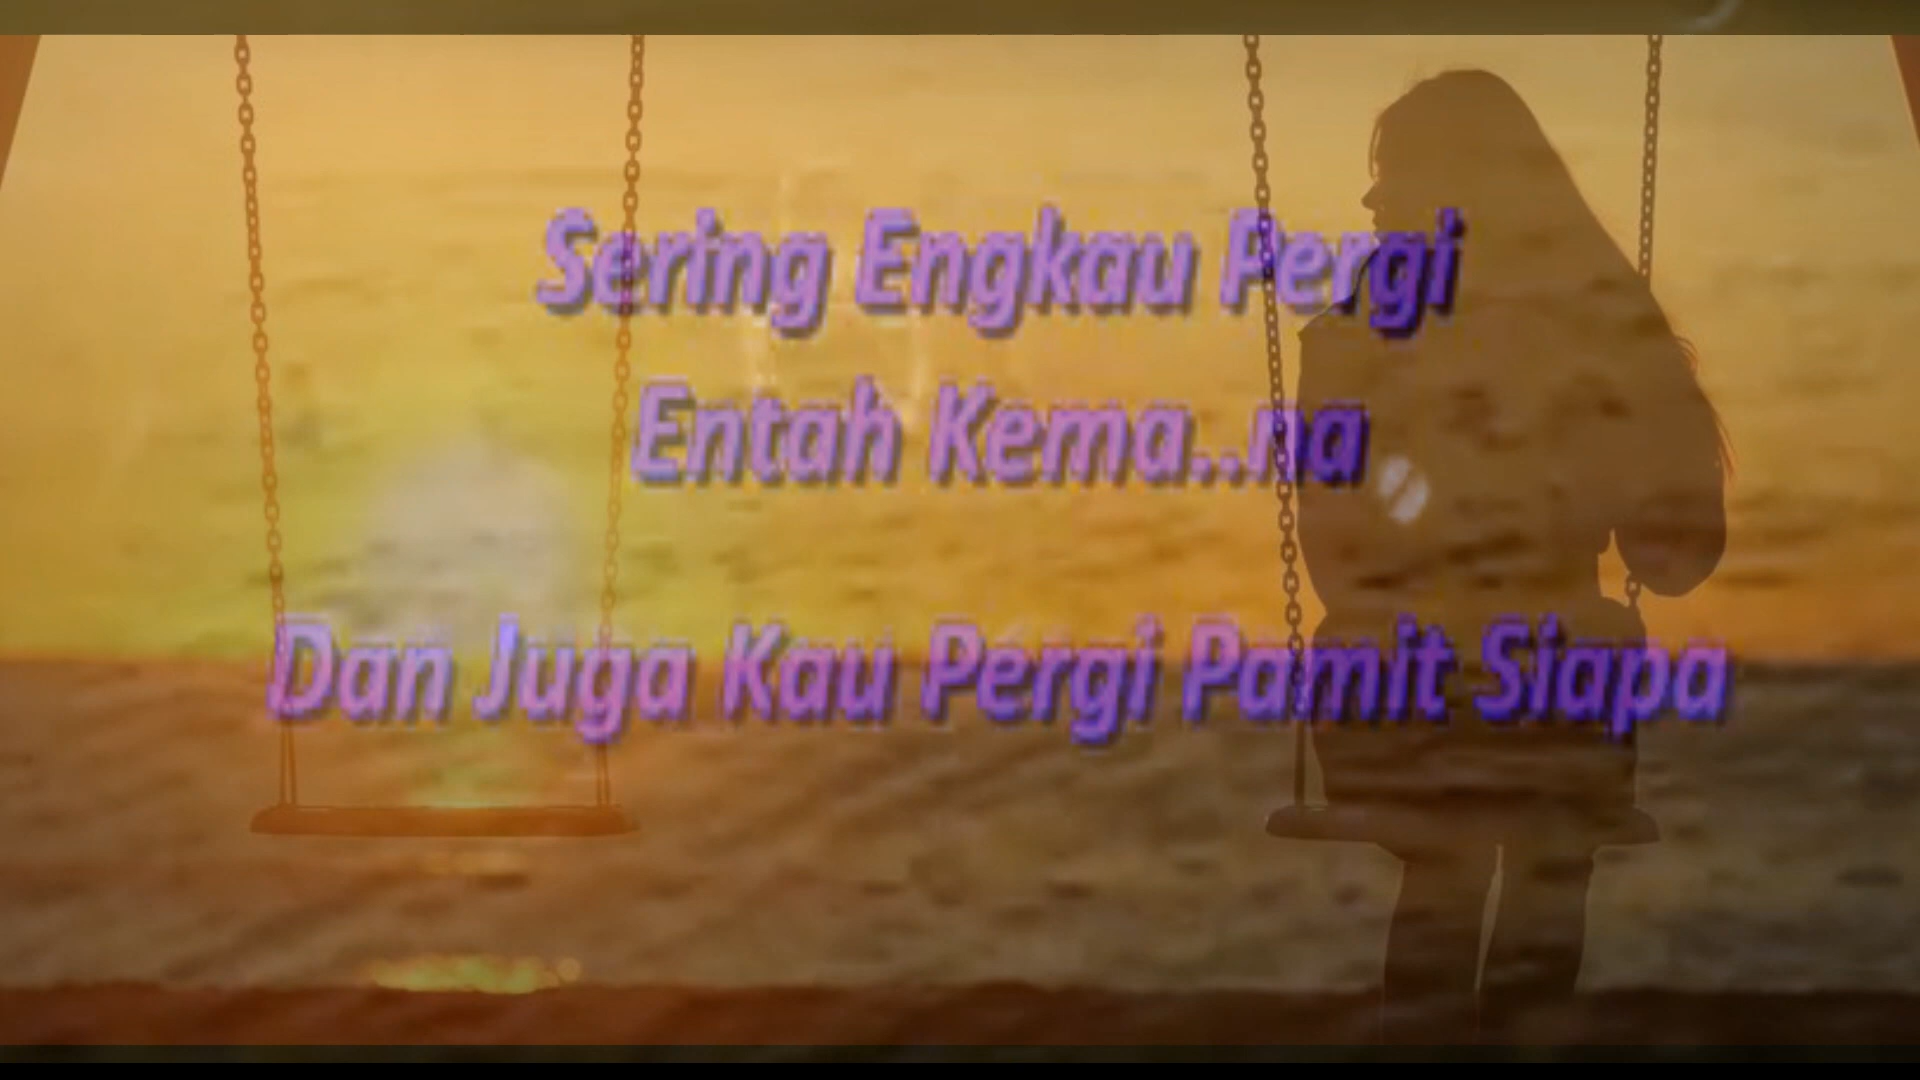 Sering Engkau Pergi
Entah Kema..na
Dan Juga Kau Pergi Pamit Siapa